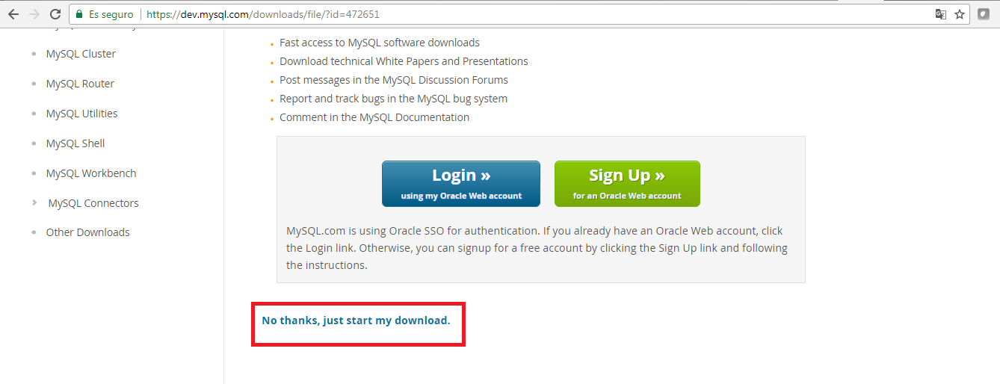 Es seguro https://dev.mysql.com/downloads/file/?id=472651
MySQL Cluster
MySQL Router
MySQL Utilities
MySQL Shell
MySQL Workbench
MySQL Connectors
Other Downloads
Fast access to MySQL software downloads
Download technical White Papers and Presentations
Post messages in the MySQL Discussion Forums
Report and track bugs in the MySQL bug system
Comment in the MySQL Documentation
Login »
using my Oracle Web account
Sign Up »
for an Oracle Web account
MySQL.com is using Oracle SSO for authentication. If you already have an Oracle Web account, click
the Login link. Otherwise, you can signup for a free account by clicking the Sign Up link and following
the instructions.
No thanks, just start my download.